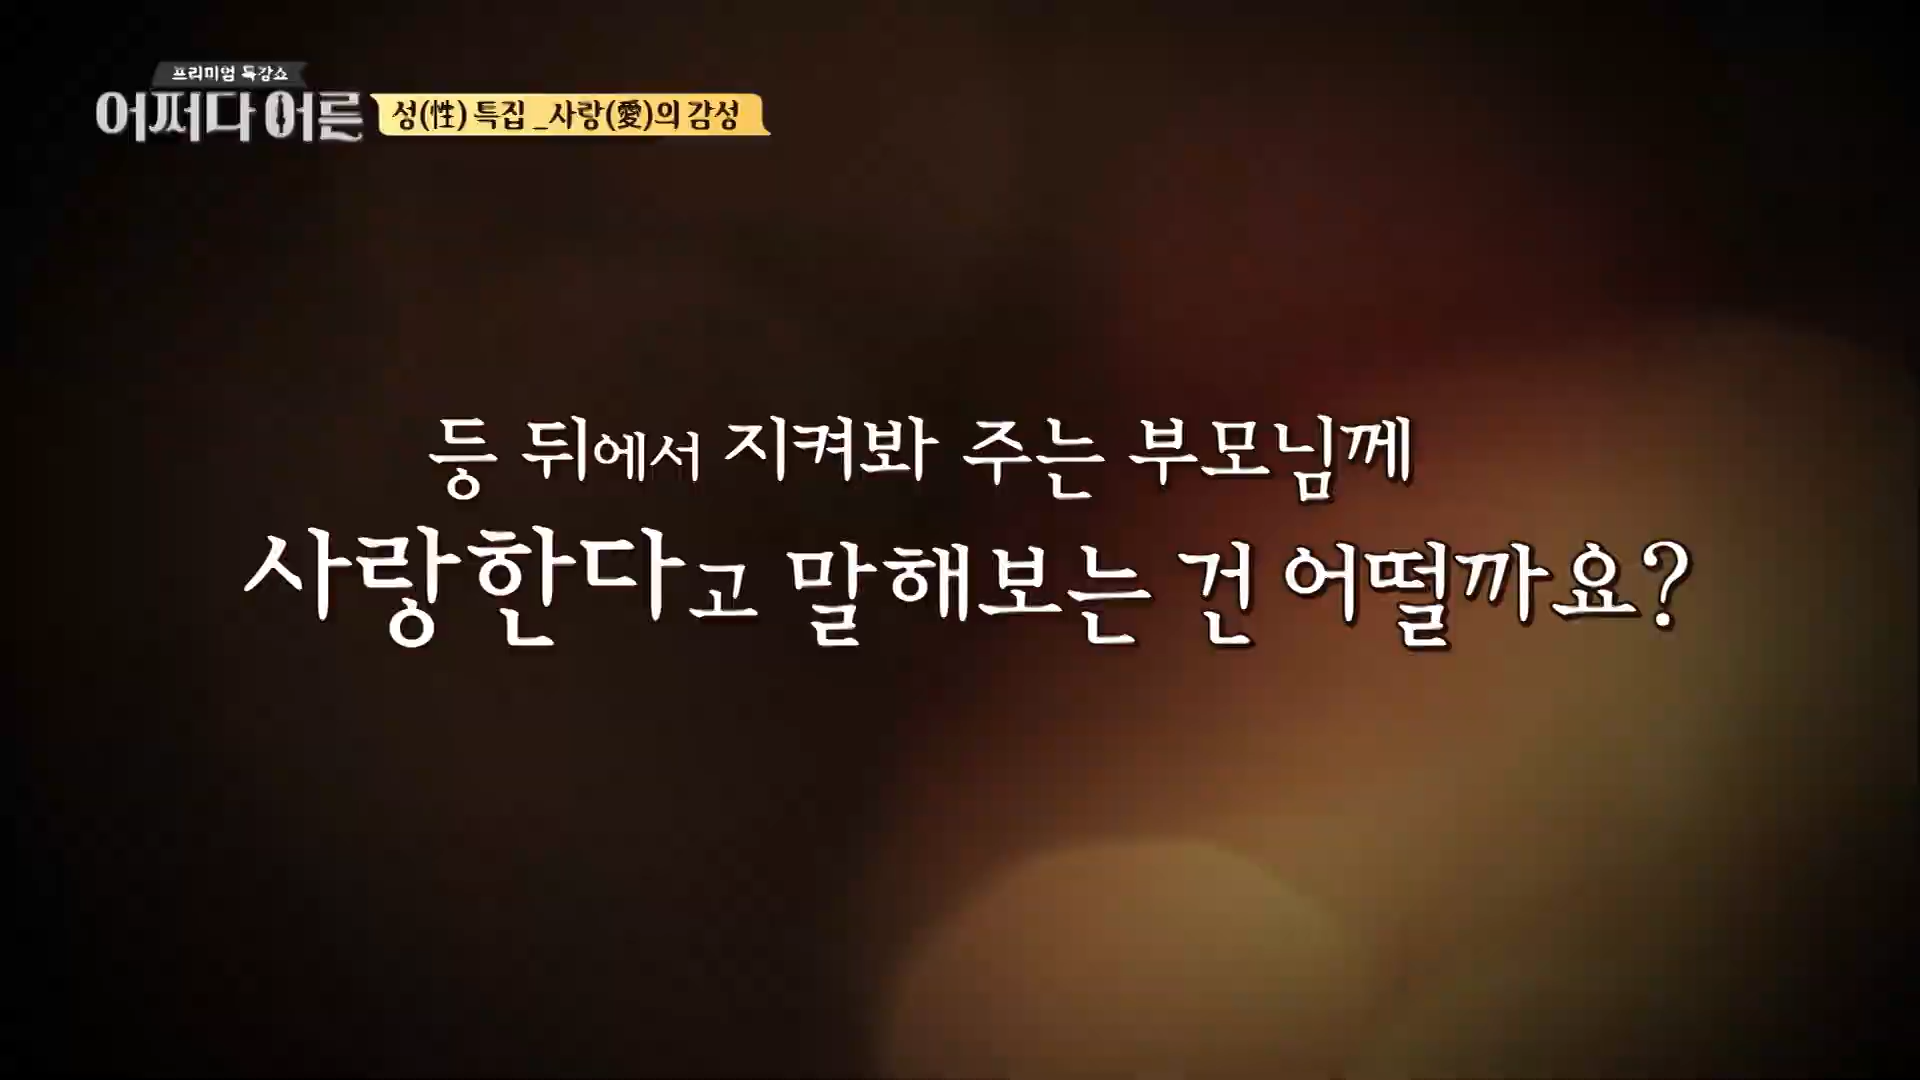 프리미엄 특강쇼
어쩌다 어른 성(性) 특집 _사랑(愛)의 감성
등 뒤에서 지켜봐 주는 부모님께
사랑한다고 말해보는 건 어떨까요?